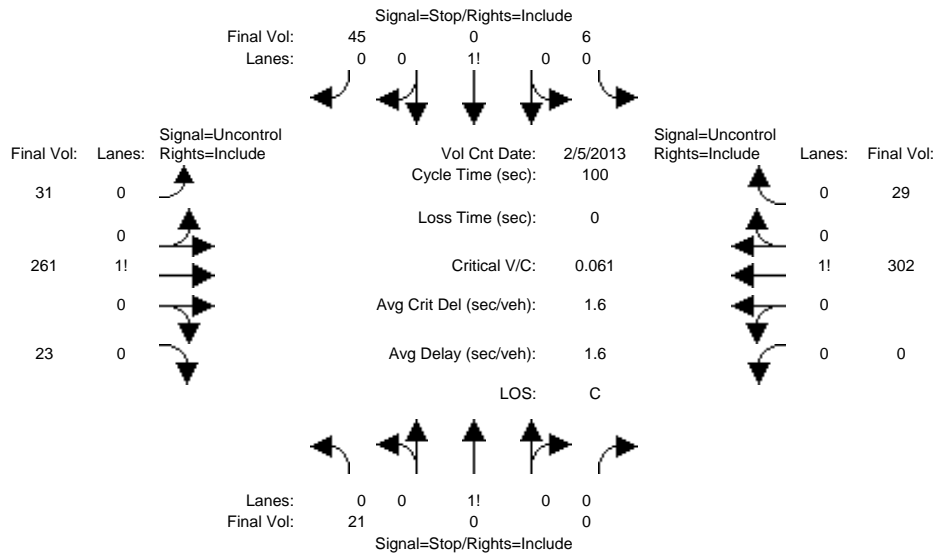 Signal=Stop/Rights=Include
Final Vol: 45 0 6
Lanes: 0 0 1! 0 0
Signal=Uncontrol
Final Vol: Lanes: Rights=Include
Vol Cnt Date: 2/5/2013
Signal=Uncontrol
Rights=Include Lanes: Final Vol:
Cycle Time (sec): 100
31 0
0 29
Loss Time (sec): 0
0
0
261 1!
Critical V/C: 0.061
1! 302
0
Avg Crit Del (sec/veh): 1.6
0
23 0
Avg Delay (sec/veh): 1.6
0 0
LOS: C
Lanes: 0 0 1! 0 0
Final Vol: 21 0 0
Signal=Stop/Rights=Include